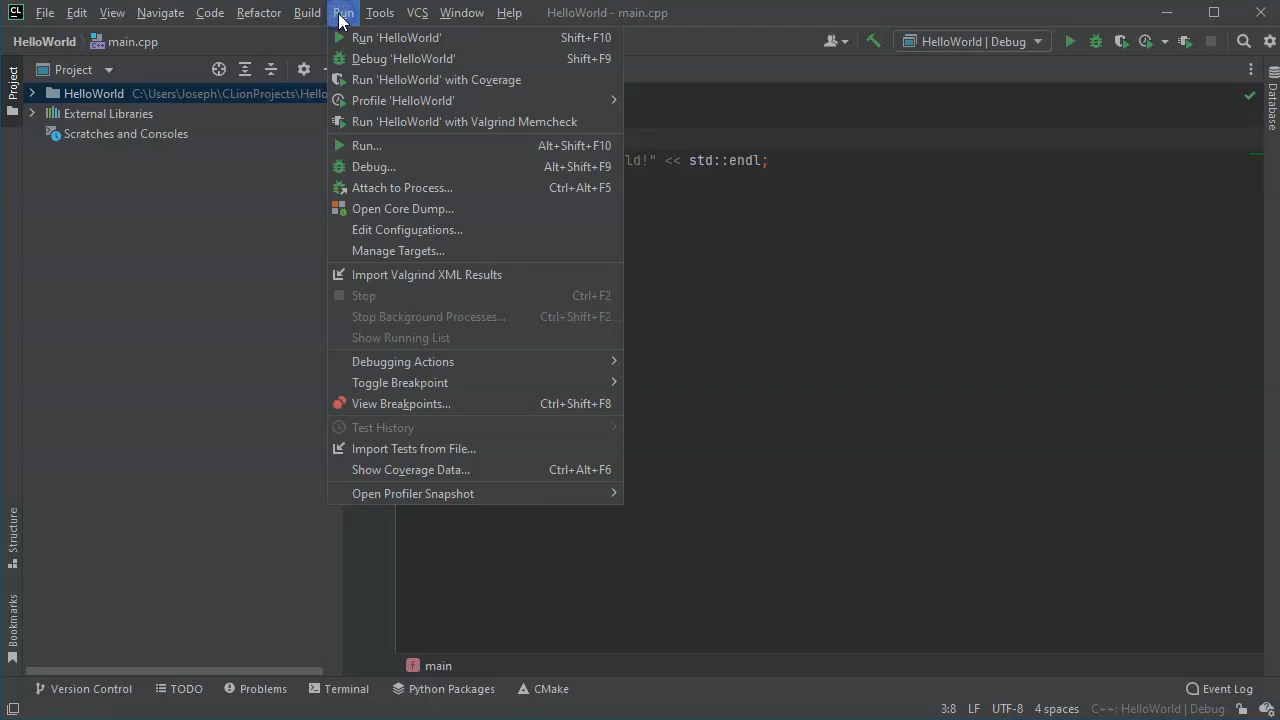 CL File Edit View Navigate Code Refactor Build Run Tools VCS Window Help HelloWorld - main.cpp
HelloWorld main.cpp HelloWorld | Debug
Project
Project
HelloWorld C:\Users\Joseph\CLionProjects\Hello
External Libraries
Scratches and Consoles
Run 'HelloWorld' Shift+F10
Debug 'HelloWorld' Shift+F9
Run 'HelloWorld' with Coverage
Profile 'HelloWorld'
Run 'HelloWorld' with Valgrind Memcheck
Run... Alt+Shift+F10
Debug... Alt+Shift+F9
Attach to Process... Ctrl+Alt+F5
Open Core Dump...
Edit Configurations...
Manage Targets...
Import Valgrind XML Results
Stop Ctrl+F2
Stop Background Processes... Ctrl+Shift+F2
Show Running List
Debugging Actions
Toggle Breakpoint
View Breakpoints... Ctrl+Shift+F8
Test History
Import Tests from File...
Show Coverage Data... Ctrl+Alt+F6
Open Profiler Snapshot
ld!" << std::endl;
Database
Structure
Bookmarks
f main
Version Control TODO Problems Terminal Python Packages CMake Event Log
3:8 LF UTF-8 4 spaces C++: HelloWorld | Debug